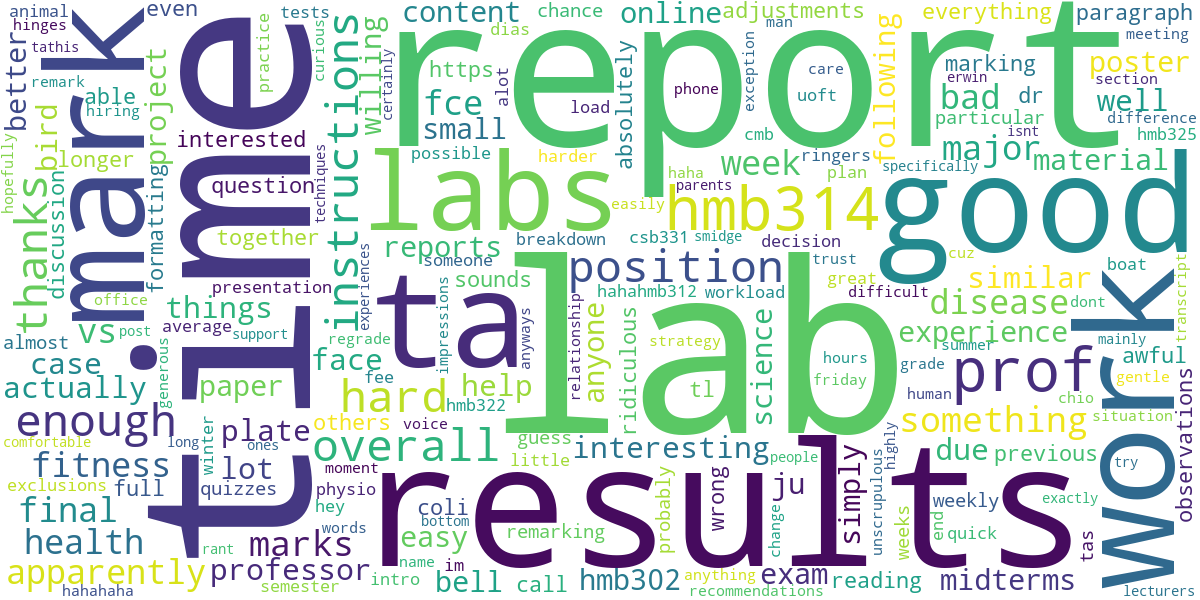 animal
even
report
content
chance
online
adjustments
everything
paragraph
hinges
tests
dias
man
meeting
tathis
better
mark
time
curious
practice
instructions
willing
certainly
https
alot
absolutely
exception
care
following
marking
dr
poster
remark
able
hiring
project
formatting
interested
fce
load
phone
uoft
bad
erwin
section
well
small
cmb
particular
difference
hopefully
bird
longer
question
labs
possible
harder
week
ringers
major
isnt
hmb325
material
thanks
discussion
techniques
haha
plan
specifically
parents
together
easily
hmb314
good
reports
breakdown
csb331
smidge
decision
office
presentation
experiences
someone
position
trust
great
cuz
boat
similar
transcript
things
ta
sounds
impressions
anyways
hahahmb312
workload
difficult
disease
dont
vs
post
average
support
regrade
relationship
anyone
ridiculous
strategy
science
lab
hours
experience
mainly
almost
case
face
summer
grade
prof
work
awful
actually
generous
paper
fee
help
tl
friday
human
chio
gentle
enough
plate
hard
hmb322
others
voice
guess
something
situation
comfortable
long
ones
winter
overall
little
interesting
people
highly
due
previous
try
observations
fitness
lot
moment
results
exclusions
full
quizzes
physio
wrong
ju
simply
unscrupulous
weekly
exactly
final
hey
coli
bottom
remarking
probably
change
weeks
end
quick
health
rant
words
marks
easy
tas
apparently
professor
intro
name
im
bell
call
hmb302
anything
exam
reading
midterms
hahahaha
semester
recommendations
lecturers